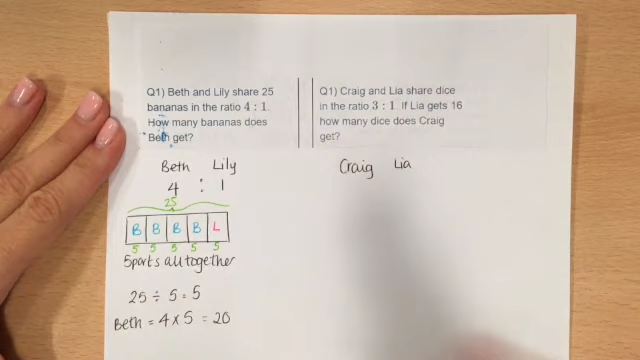 Q1) Beth and Lily share 25
bananas in the ratio 4 : 1.
How many bananas does
Beth get?
Beth Lily
4 : 1
25
B B B B L
5 5 5 5 5
5parts all together
25 ÷ 5 = 5
Beth = 4 × 5 = 20
Q1) Craig and Lia share dice
in the ratio 3 : 1 If Lia gets 16
how many dice does Craig
get?
Craig Lia